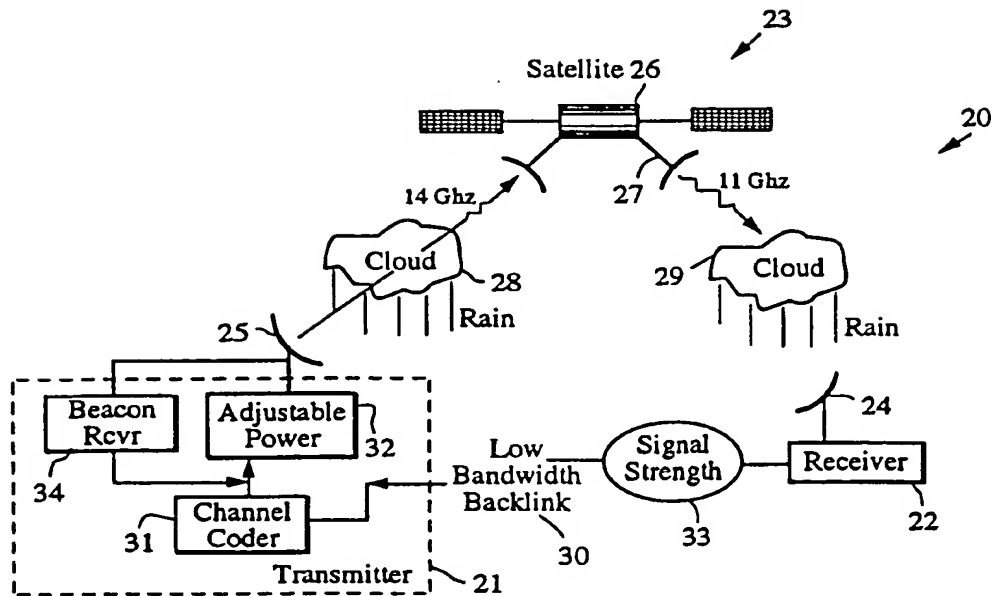 23
Satellite 26
20
27
14 Ghz
11 Ghz
Cloud
28
Rain
29
Cloud
Rain
25
24
Beacon
Rcvr
34
Adjustable
Power
32
Low
Bandwidth
Backlink
30
Signal
Strength
33
Receiver
22
31
Channel
Coder
Transmitter
21